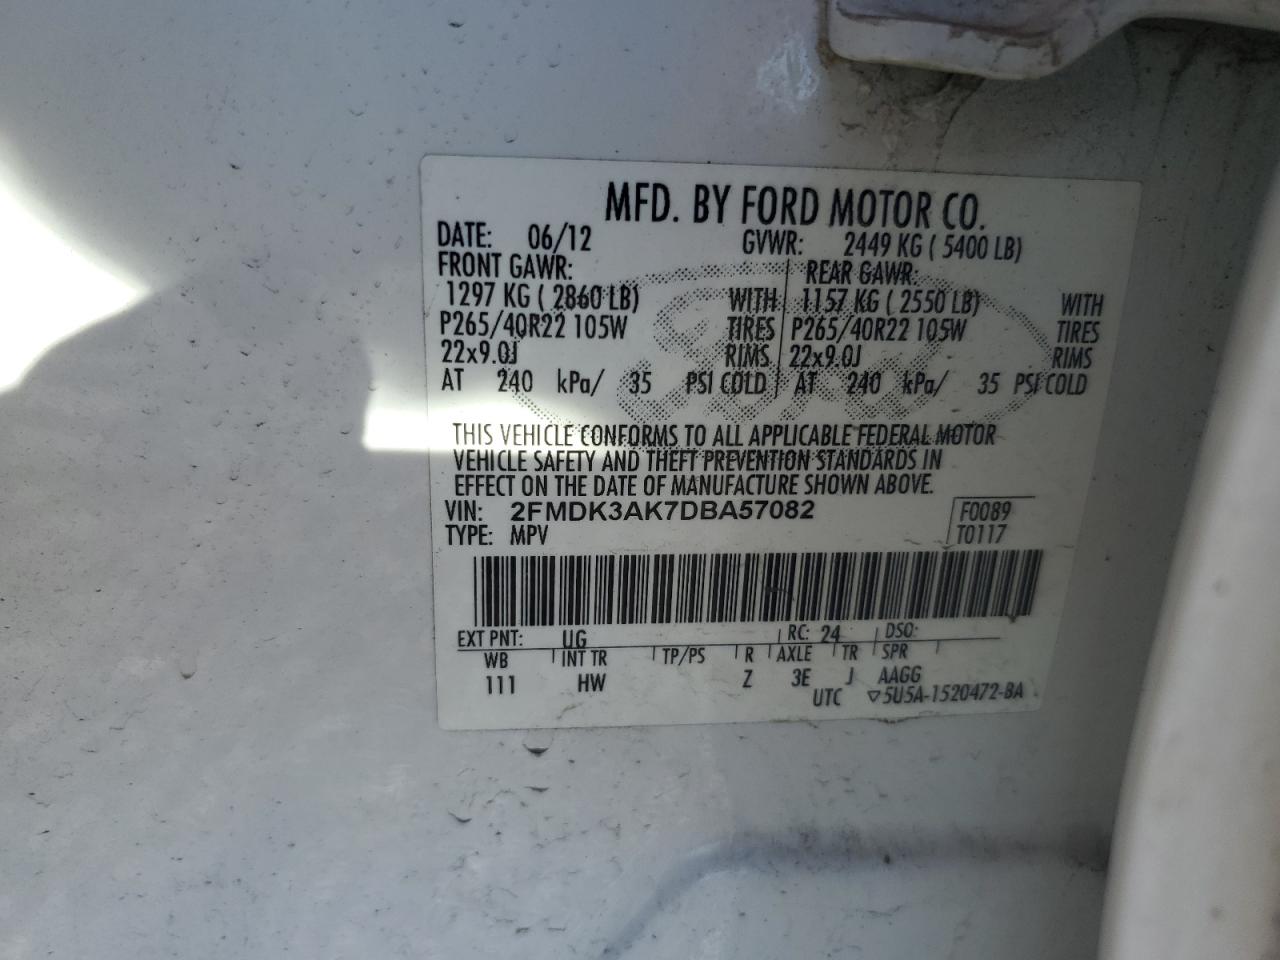 MFD. BY FORD MOTOR CO.
DATE: 06/12 GVWR: 2449 KG ( 5400 LB)
FRONT GAWR: REAR GAWR:
1297 KG ( 2860 LB) WITH 1157 KG ( 2550 LB) WITH
P265/40R22 105W TIRES P265/40R22 105W TIRES
22x9.0J RIMS 22x9.0J RIMS
AT 240 kPa/ 35 PSI COLD AT 240 kPa/ 35 PSI COLD
THIS VEHICLE CONFORMS TO ALL APPLICABLE FEDERAL MOTOR
VEHICLE SAFETY AND THEFT PREVENTION STANDARDS IN
EFFECT ON THE DATE OF MANUFACTURE SHOWN ABOVE.
VIN: 2FMDK3AK7DBA57082 F0089
TYPE: MPV T0117
EXT PNT: UG RC: 24 DSO:
WB INT TR TP/PS R AXLE TR SPR
111 HW Z 3E J AAGG
UTC ▽5U5A-1520472-BA